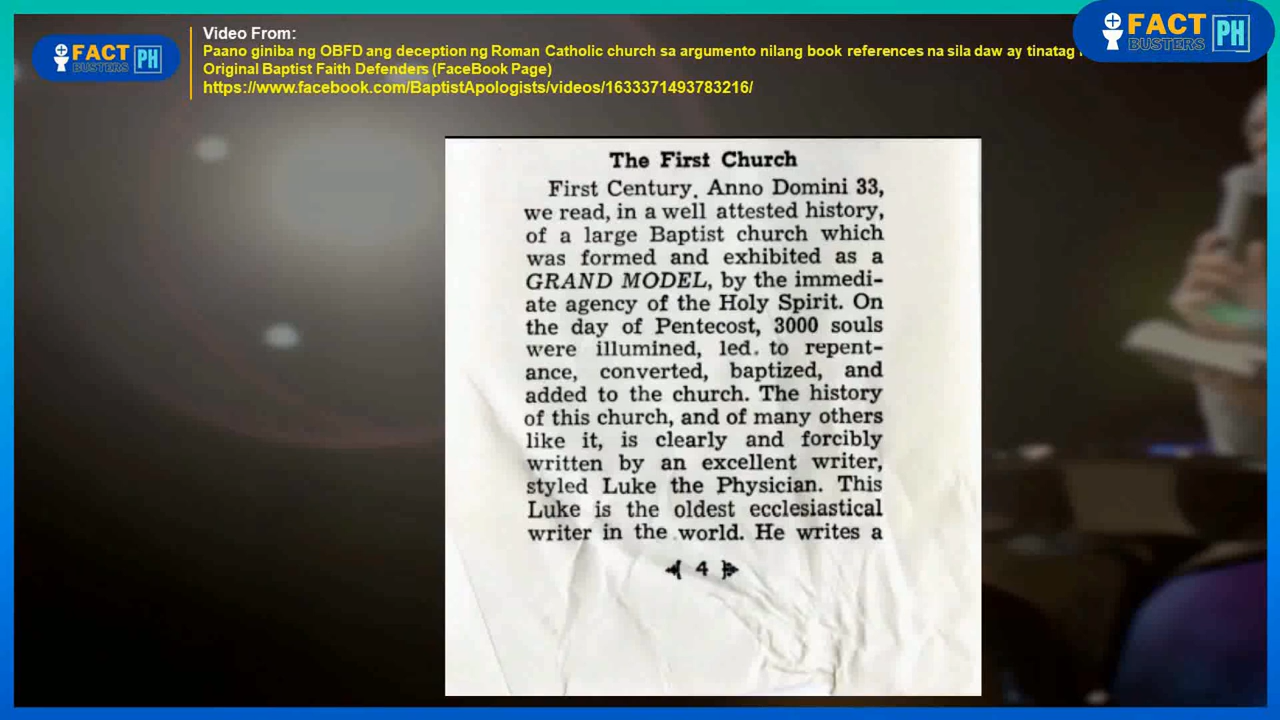 FACT
BUSTERS PH
Video From:
Paano giniba ng OBFD ang deception ng Roman Catholic church sa argumento nilang book references na sila daw ay tinatag
Original Baptist Faith Defenders (FaceBook Page)
https://www.facebook.com/BaptistApologists/videos/1633371493783216/
FACT
BUSTERS PH
The First Church
First Century. Anno Domini 33,
we read, in a well attested history,
of a large Baptist church which
was formed and exhibited as a
GRAND MODEL, by the immedi-
ate agency of the Holy Spirit. On
the day of Pentecost, 3000 souls
were illumined, led. to repent-
ance, converted, baptized, and
added to the church. The history
of this church, and of many others
like it, is clearly and forcibly
written by an excellent writer,
styled Luke the Physician. This
Luke is the oldest ecclesiastical
writer in the world. He writes a
4